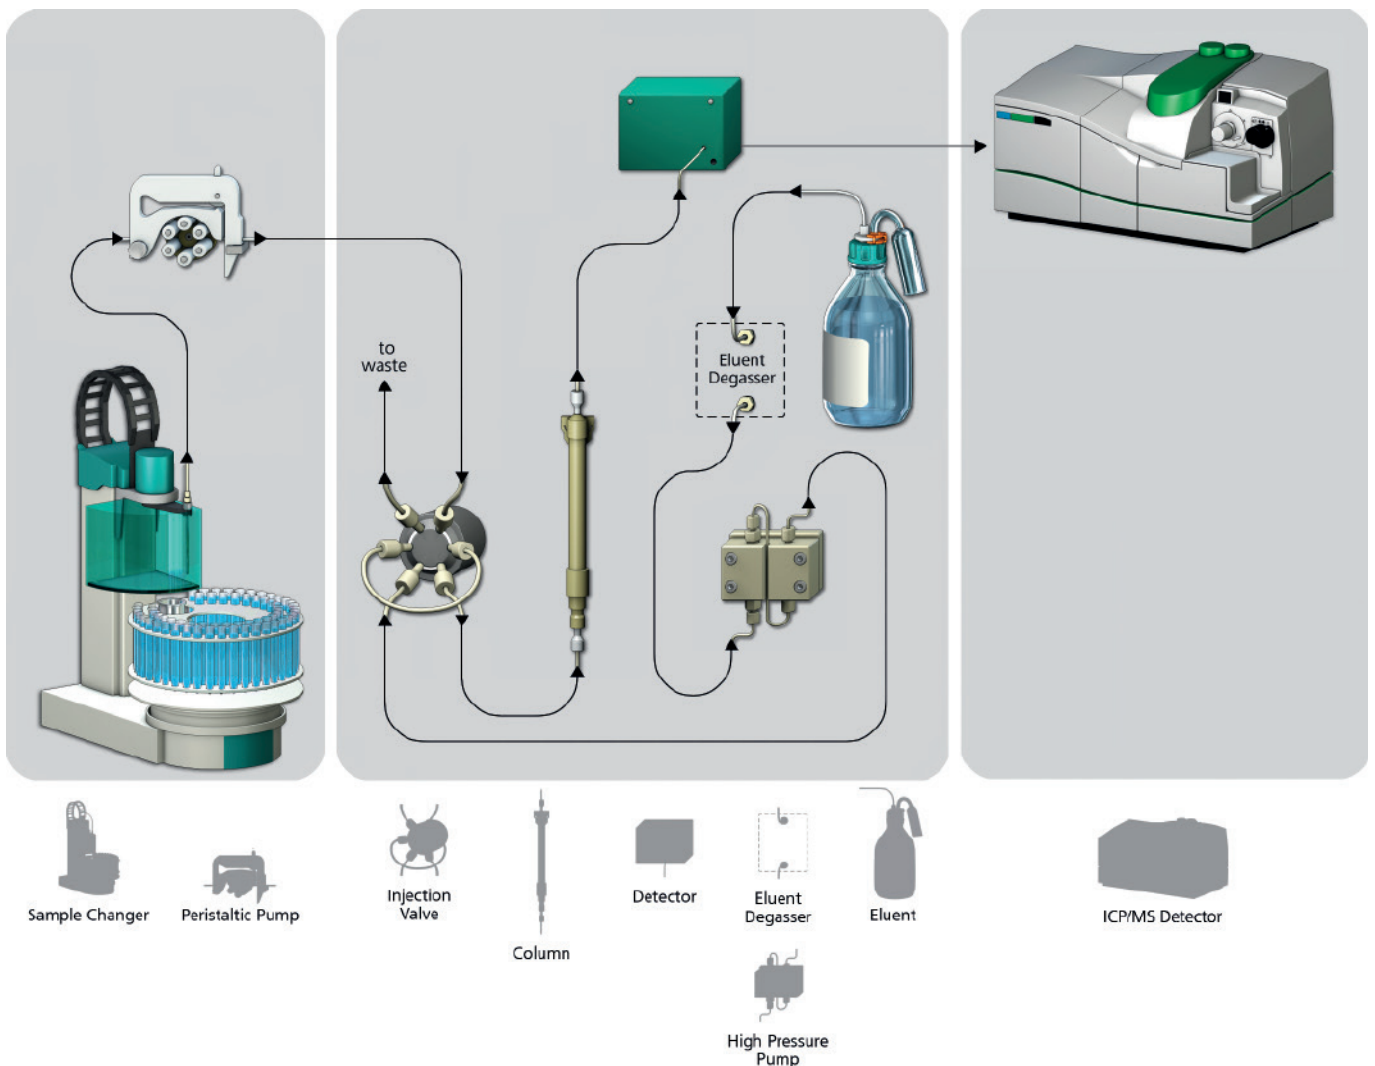 to
waste
Eluent
Degasser
Sample Changer
Peristaltic Pump
Injection
Valve
Column
Detector
Eluent
Degasser
High Pressure
Pump
Eluent
ICP/MS Detector